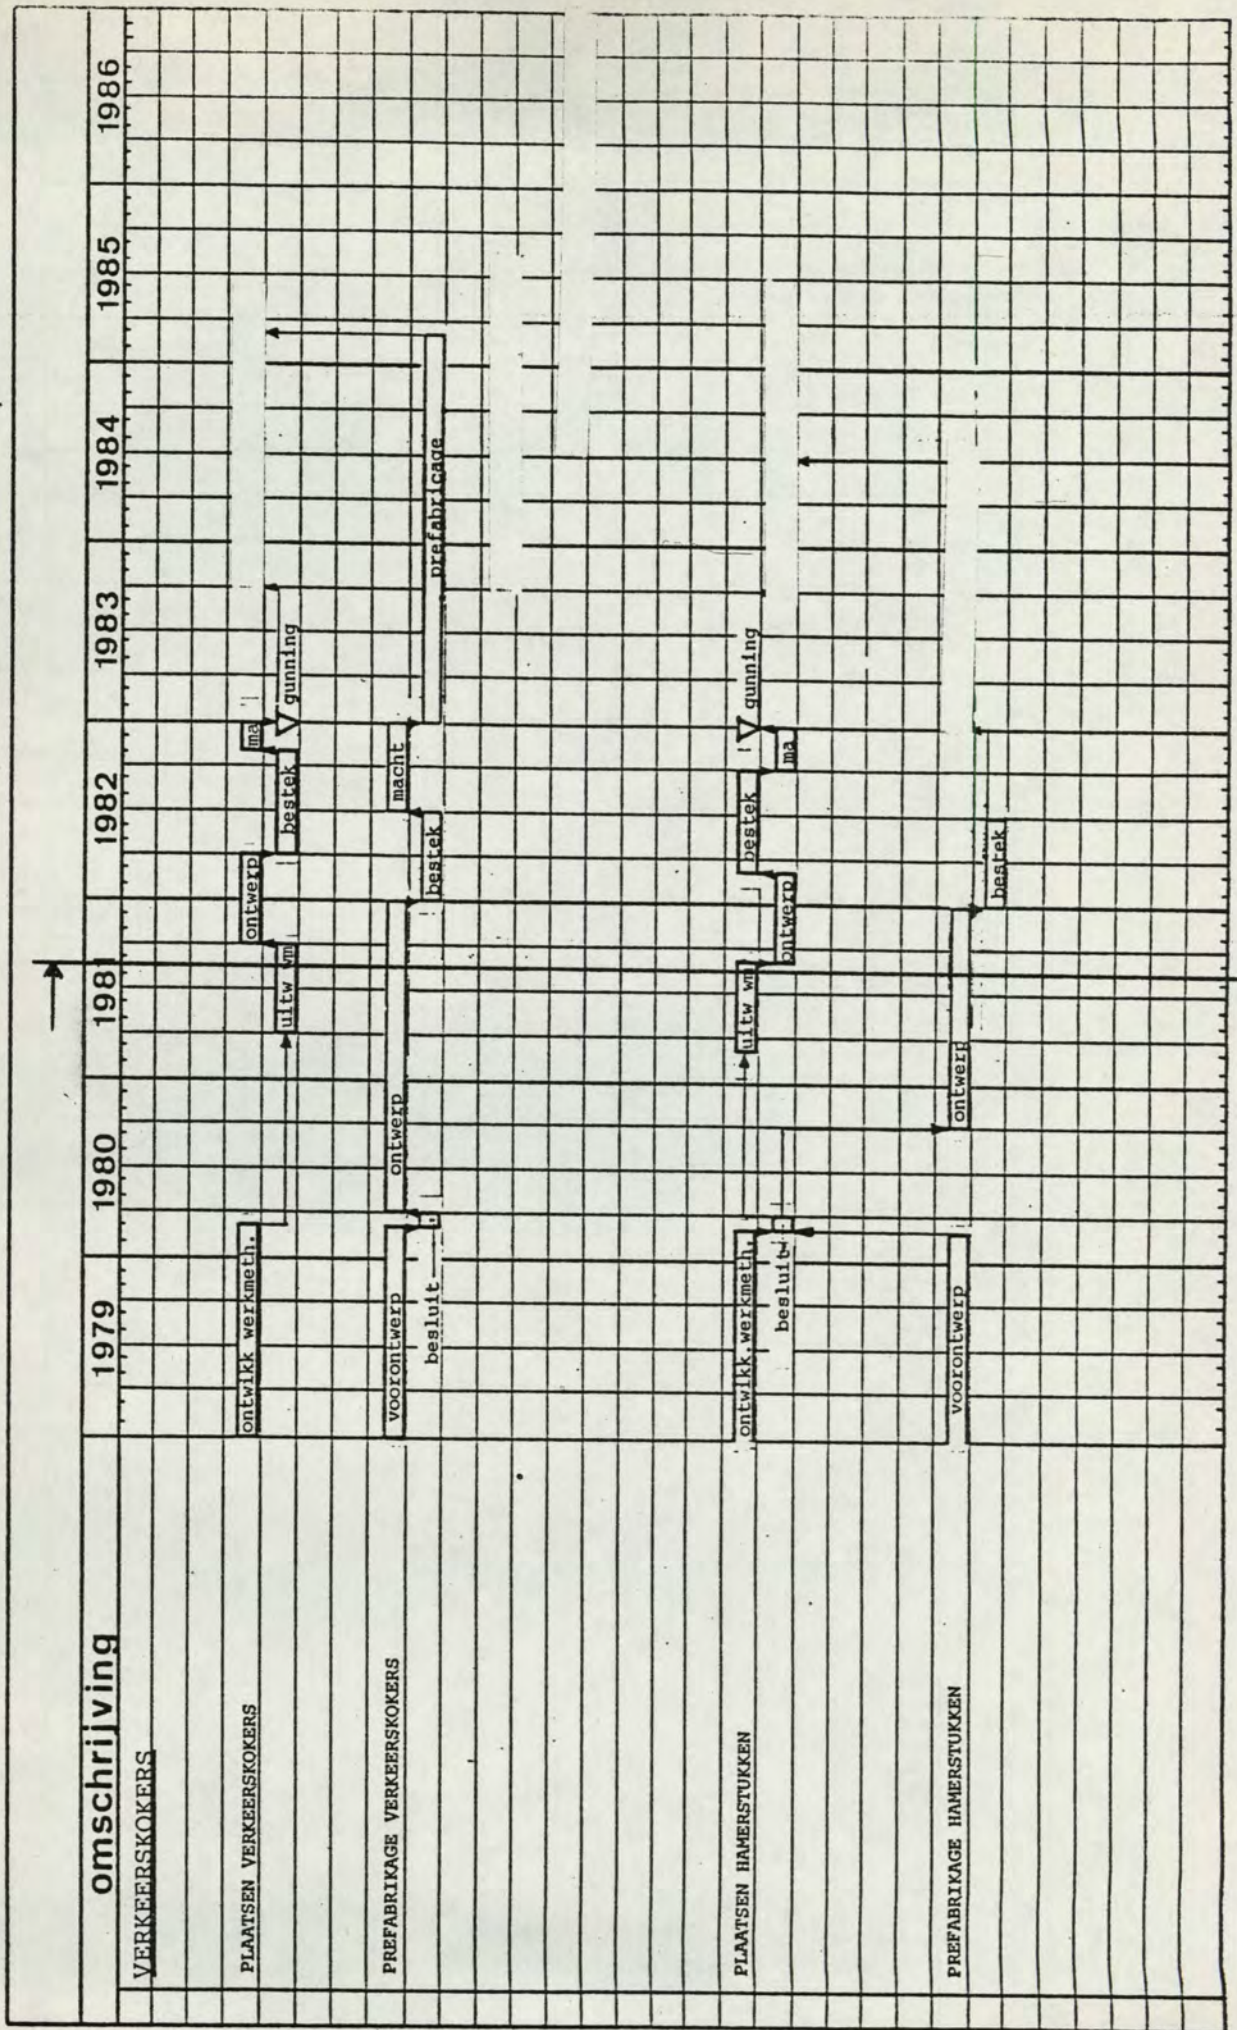 omschrijving 1979 1980 1981 1982 1983 1984 1985 1986
VERKEERSKOKERS
PLAATSEN VERKEERSKOKERS ontwikk werkmeth. ontwerp ma
uitw wm bestek gunning
PREFABRIKAGE VERKEERSKOKERS voorontwerp ontwerp macht
besluit bestek prefabricage
PLAATSEN HAMERSTUKKEN ontwikk.werkmeth. uitw wm bestek gunning
besluit ontwerp ma
PREFABRIKAGE HAMERSTUKKEN voorontwerp ontwerp
bestek